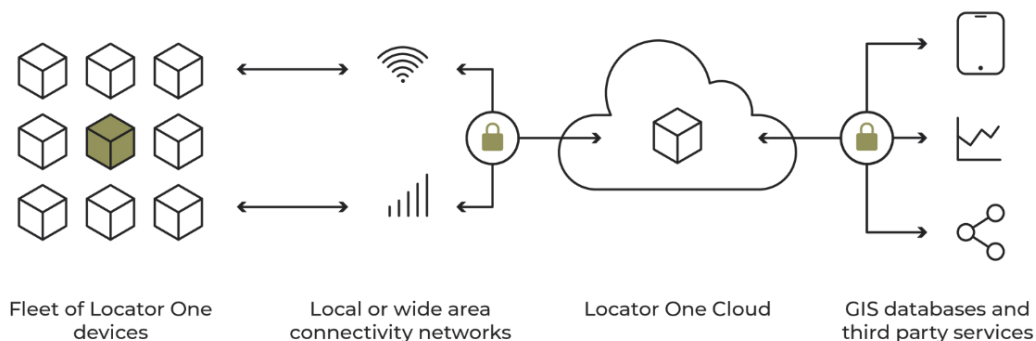 Fleet of Locator One
devices
Local or wide area
connectivity networks
Locator One Cloud
GIS databases and
third party services